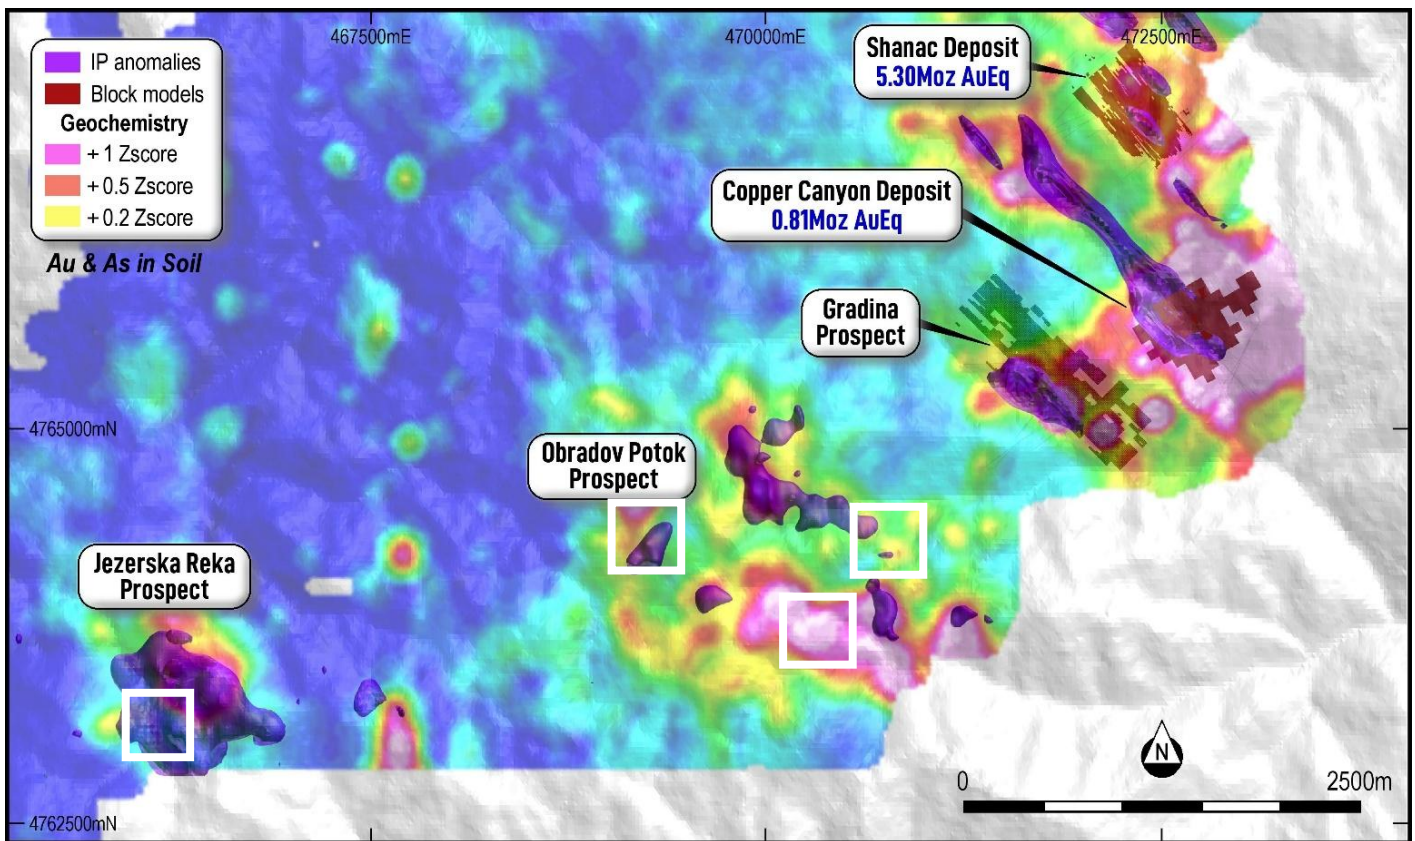 467500mE
470000mE
472500mE
IP anomalies
Block models
Geochemistry
+ 1 Zscore
+ 0.5 Zscore
+ 0.2 Zscore
Au & As in Soil
Shanac Deposit
5.30Moz AuEq
Copper Canyon Deposit
0.81Moz AuEq
Gradina
Prospect
4765000mN
Obradov Potok
Prospect
Jezerska Reka
Prospect
N
0
2500m
4762500mN